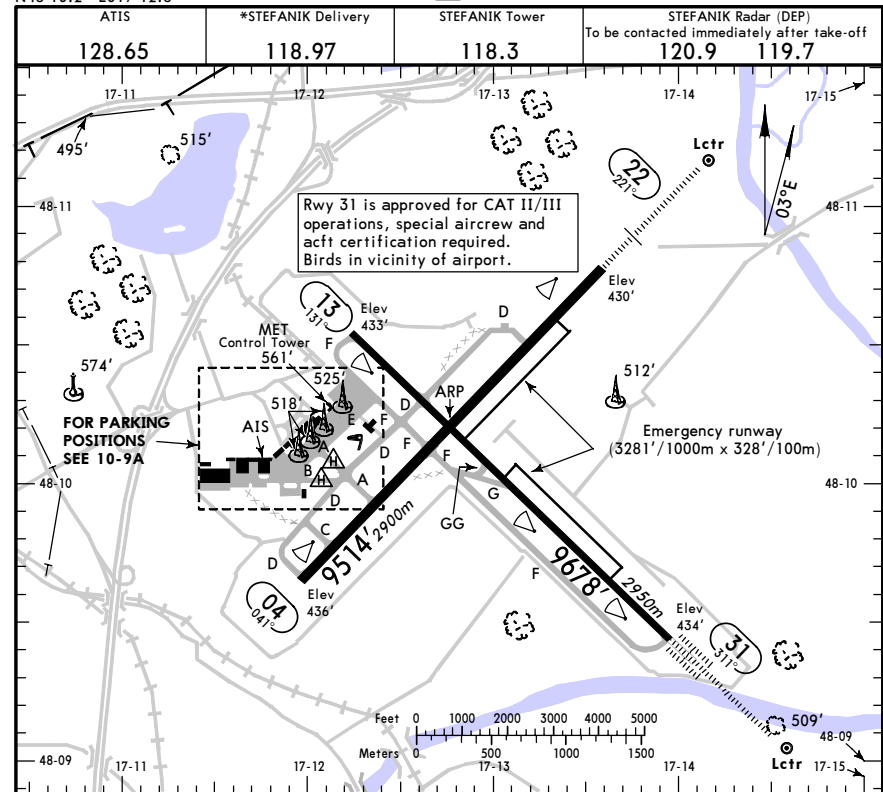 ATIS
128.65
*STEFANIK Delivery
118.97
STEFANIK Tower
118.3
STEFANIK Radar (DEP)
To be contacted immediately after take-off
120.9 119.7
17-11
17-12
17-13
17-14
17-15
495'
515'
Lctr
22
221°
03°E
48-11
48-11
Rwy 31 is approved for CAT II/III
operations, special aircrew and
acft certification required.
Birds in vicinity of airport.
Elev
430'
13
131°
Elev
433'
D
MET
Control Tower
561'
F
574'
525'
512'
518'
ARP
D
E
F
FOR PARKING
POSITIONS
SEE 10-9A
AIS
A
D
F
F
Emergency runway
(3281'/1000m x 328'/100m)
B
H
H
A
G
48-10
48-10
D
GG
C
9514'
2900m
F
9678'
2950m
D
Elev
436'
04
041°
Elev
434'
31
311°
509'
Feet 0 1000 2000 3000 4000 5000
Meters 0 500 1000 1500
48-09
48-09
Lctr
17-11
17-12
17-13
17-14
17-15